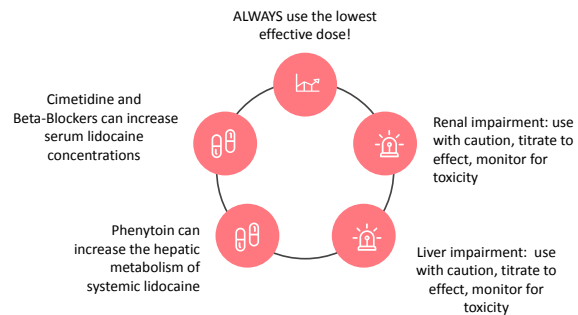 ALWAYS use the lowest
effective dose!
Cimetidine and
Beta-Blockers can increase
serum lidocaine
concentrations
Renal impairment: use
with caution, titrate to
effect, monitor for
toxicity
Phenytoin can
increase the hepatic
metabolism of
systemic lidocaine
Liver impairment:  use
with caution, titrate to
effect, monitor for
toxicity